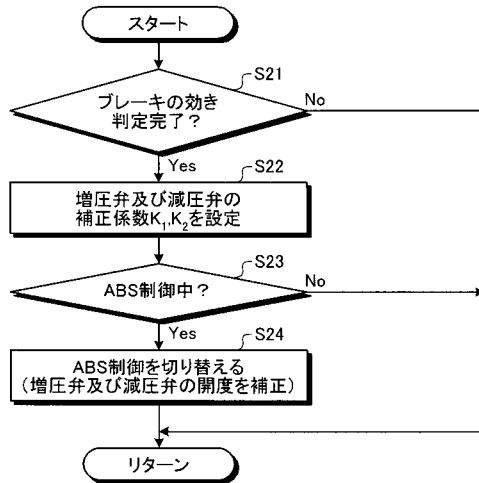 スタート
S21
ブレーキの効き
判定完了？
No
Yes
S22
増圧弁及び減圧弁の
補正係数K1,K2を設定
S23
ABS制御中？
No
Yes
S24
ABS制御を切り替える
（増圧弁及び減圧弁の開度を補正）
リターン